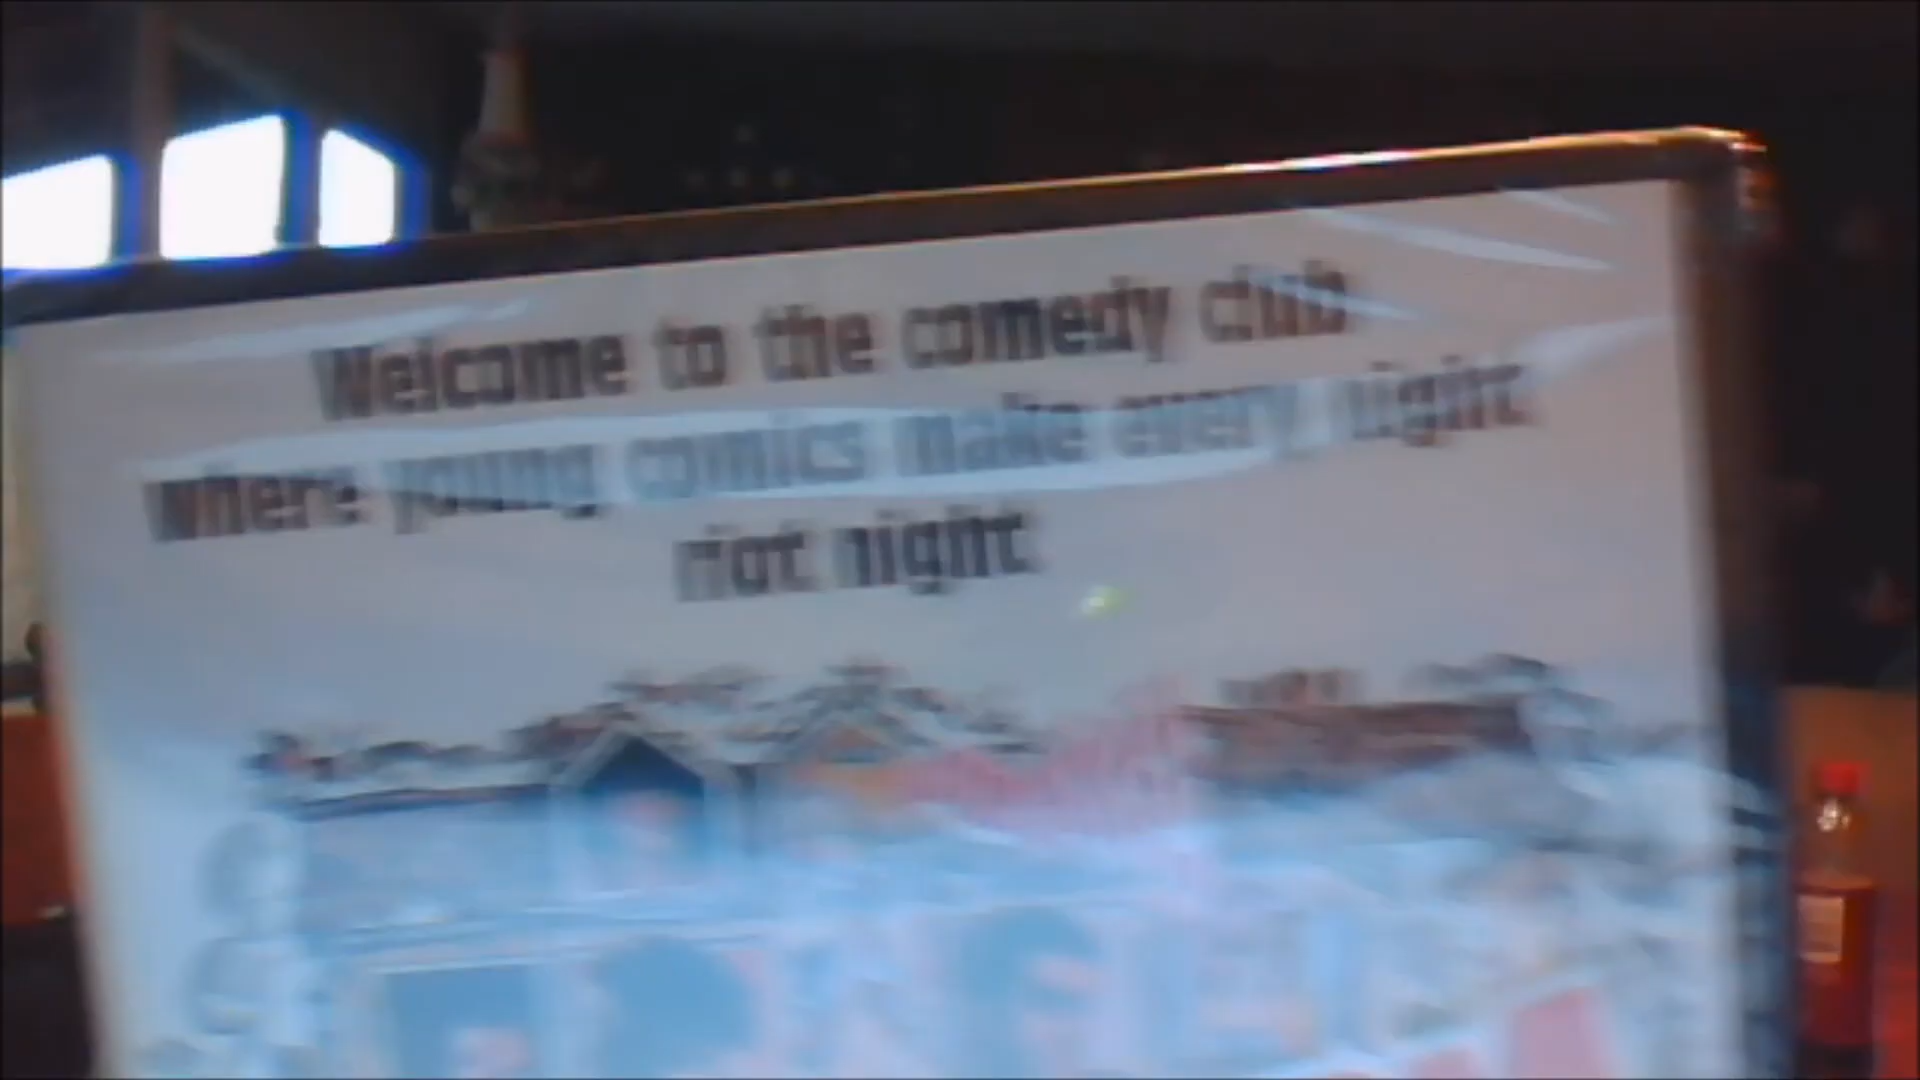 Welcome to the comedy club
where young comics make every night
riot night